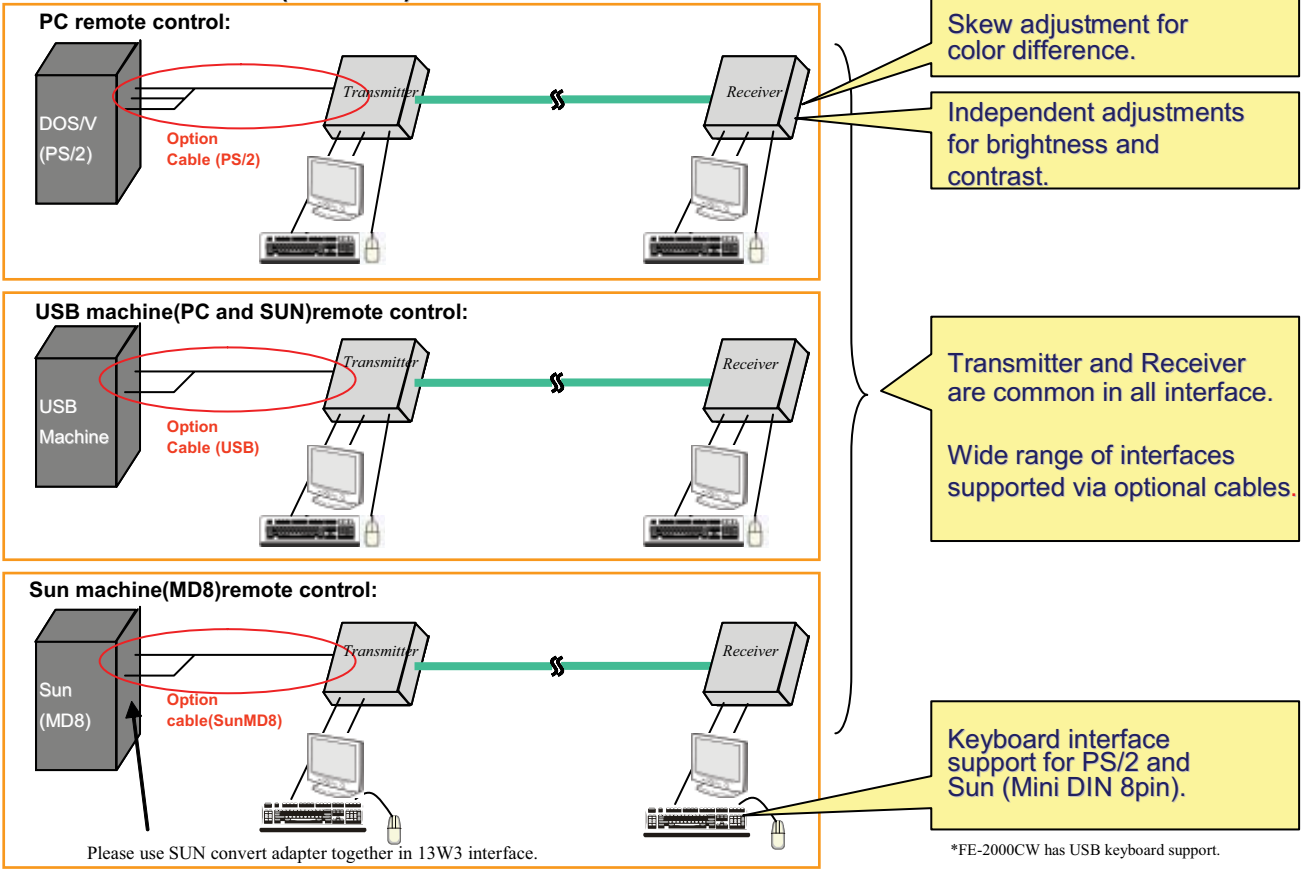 PC remote control:
DOS/V
(PS/2)
Option
Cable (PS/2)
Transmitter
Receiver
Skew adjustment for
color difference.
Independent adjustments
for brightness and
contrast.
USB machine(PC and SUN)remote control:
USB
Machine
Option
Cable (USB)
Transmitter
Receiver
Transmitter and Receiver
are common in all interface.
Wide range of interfaces
supported via optional cables.
Sun machine(MD8)remote control:
Sun
(MD8)
Option
cable(SunMD8)
Transmitter
Receiver
Keyboard interface
support for PS/2 and
Sun (Mini DIN 8pin).
Please use SUN convert adapter together in 13W3 interface.
*FE-2000CW has USB keyboard support.